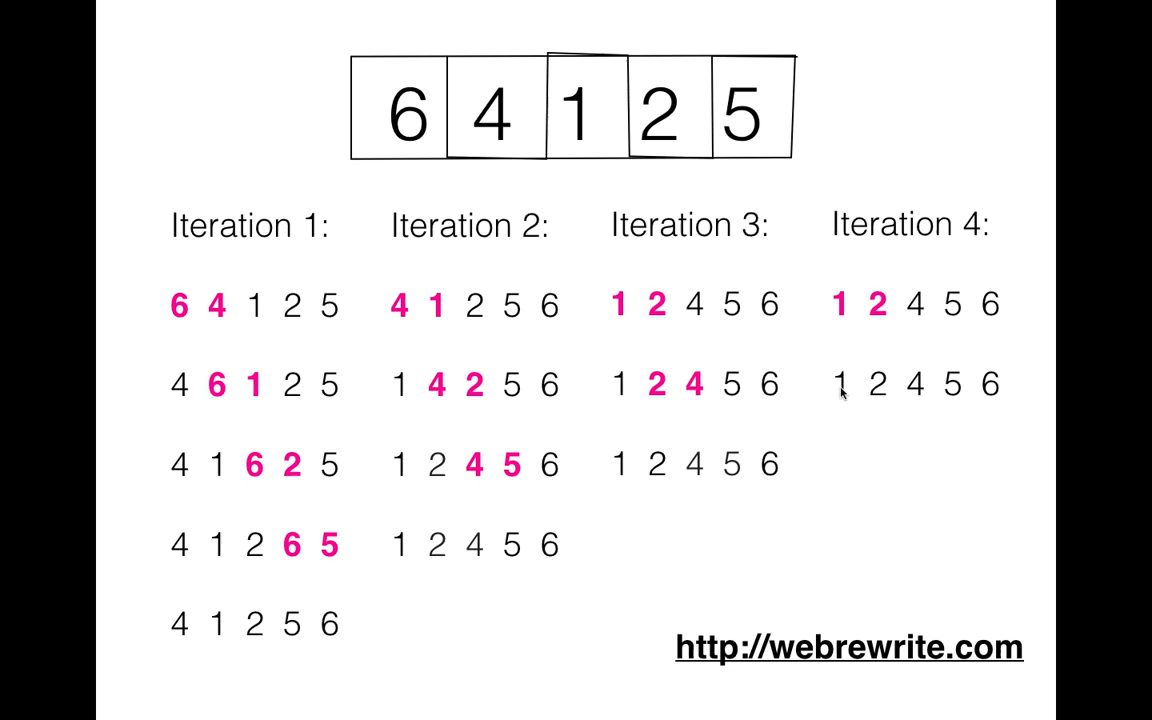 6 4 1 2 5
Iteration 1: Iteration 2: Iteration 3: Iteration 4:
6 4 1 2 5 4 1 2 5 6 1 2 4 5 6 1 2 4 5 6
4 6 1 2 5 1 4 2 5 6 1 2 4 5 6 1 2 4 5 6
4 1 6 2 5 1 2 4 5 6 1 2 4 5 6
4 1 2 6 5 1 2 4 5 6
4 1 2 5 6
http://webrewrite.com